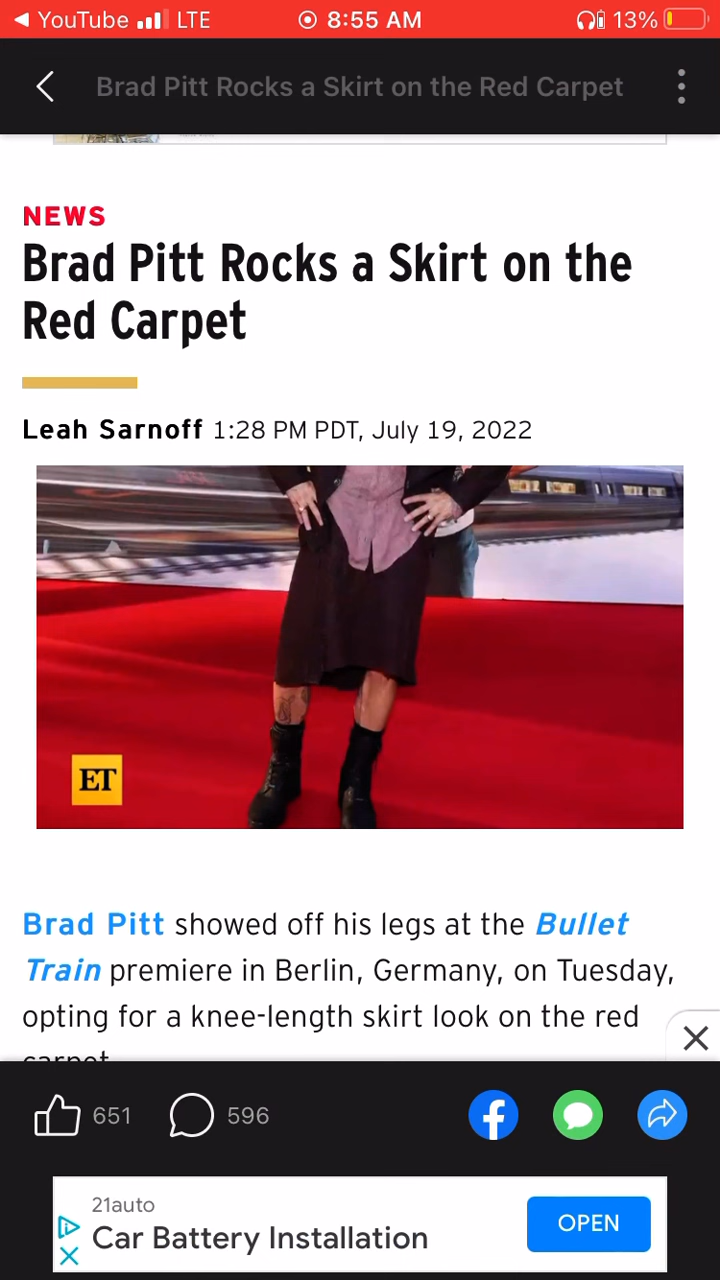 YouTube LTE 8:55 AM 13%
Brad Pitt Rocks a Skirt on the Red Carpet
NEWS
Brad Pitt Rocks a Skirt on the
Red Carpet
Leah Sarnoff 1:28 PM PDT, July 19, 2022
ET
Brad Pitt showed off his legs at the Bullet
Train premiere in Berlin, Germany, on Tuesday,
opting for a knee-length skirt look on the red
carpet
651 596
21auto
Car Battery Installation
OPEN